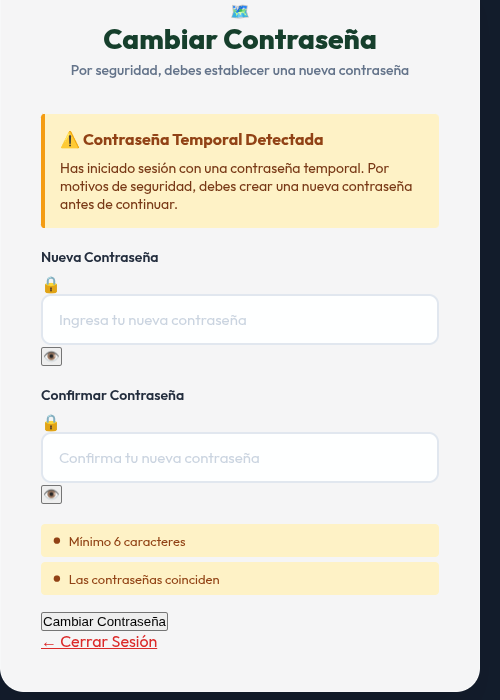 Cambiar Contraseña
Por seguridad, debes establecer una nueva contraseña
⚠️ Contraseña Temporal Detectada
Has iniciado sesión con una contraseña temporal. Por
motivos de seguridad, debes crear una nueva contraseña
antes de continuar.
Nueva Contraseña
Ingresa tu nueva contraseña
Confirmar Contraseña
Confirma tu nueva contraseña
• Mínimo 6 caracteres
• Las contraseñas coinciden
Cambiar Contraseña
← Cerrar Sesión